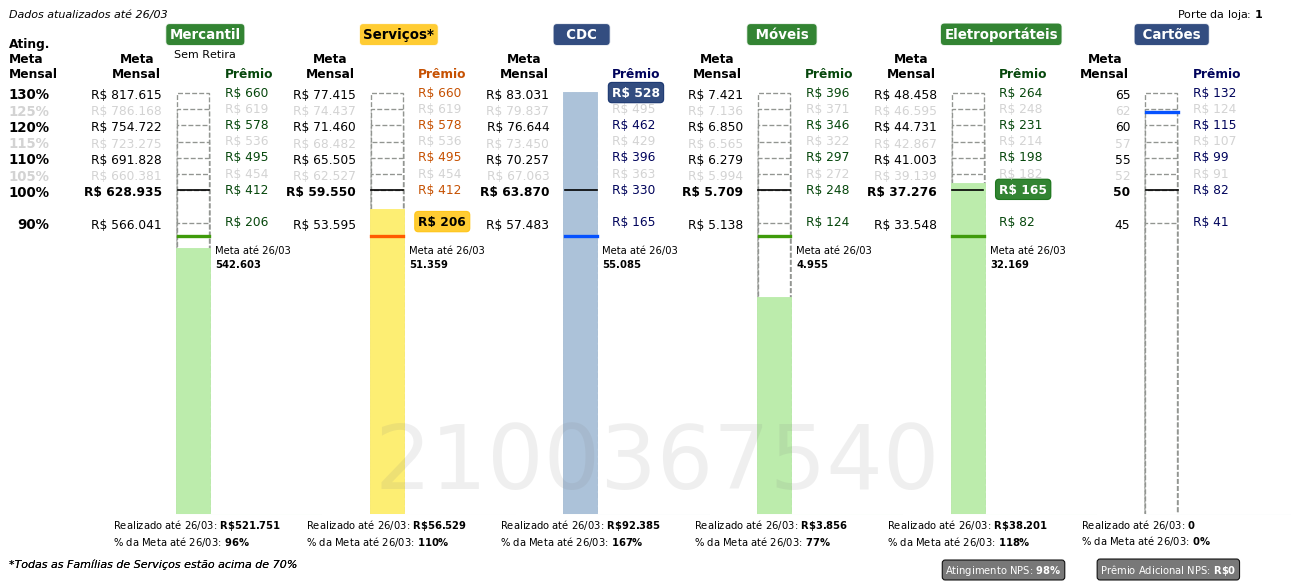 Dados atualizados até 26/03
Porte da loja: 1
Mercantil Serviços* CDC Móveis Eletroportáteis Cartões
Sem Retira
Ating. Meta Mensal
Meta Mensal Prêmio Meta Mensal Prêmio Meta Mensal Prêmio Meta Mensal Prêmio Meta Mensal Prêmio Meta Mensal Prêmio
130% R$ 817.615 R$ 660 R$ 77.415 R$ 660 R$ 83.031 R$ 528 R$ 7.421 R$ 396 R$ 48.458 R$ 264 65 R$ 132
125% R$ 786.168 R$ 619 R$ 74.437 R$ 619 R$ 79.837 R$ 495 R$ 7.136 R$ 371 R$ 46.595 R$ 248 62 R$ 124
120% R$ 754.722 R$ 578 R$ 71.460 R$ 578 R$ 76.644 R$ 462 R$ 6.850 R$ 346 R$ 44.731 R$ 231 60 R$ 115
115% R$ 723.275 R$ 536 R$ 68.482 R$ 536 R$ 73.450 R$ 429 R$ 6.565 R$ 322 R$ 42.867 R$ 214 57 R$ 107
110% R$ 691.828 R$ 495 R$ 65.505 R$ 495 R$ 70.257 R$ 396 R$ 6.279 R$ 297 R$ 41.003 R$ 198 55 R$ 99
105% R$ 660.381 R$ 454 R$ 62.527 R$ 454 R$ 67.063 R$ 363 R$ 5.994 R$ 272 R$ 39.139 R$ 182 52 R$ 91
100% R$ 628.935 R$ 412 R$ 59.550 R$ 412 R$ 63.870 R$ 330 R$ 5.709 R$ 248 R$ 37.276 R$ 165 50 R$ 82
90% R$ 566.041 R$ 206 R$ 53.595 R$ 206 R$ 57.483 R$ 165 R$ 5.138 R$ 124 R$ 33.548 R$ 82 45 R$ 41
Meta até 26/03 Meta até 26/03 Meta até 26/03 Meta até 26/03 Meta até 26/03
542.603 51.359 55.085 4.955 32.169
2100367540
Realizado até 26/03: R$521.751 Realizado até 26/03: R$56.529 Realizado até 26/03: R$92.385 Realizado até 26/03: R$3.856 Realizado até 26/03: R$38.201 Realizado até 26/03: 0
% da Meta até 26/03: 96% % da Meta até 26/03: 110% % da Meta até 26/03: 167% % da Meta até 26/03: 77% % da Meta até 26/03: 118% % da Meta até 26/03: 0%
*Todas as Famílias de Serviços estão acima de 70%
Atingimento NPS: 98% Prêmio Adicional NPS: R$0